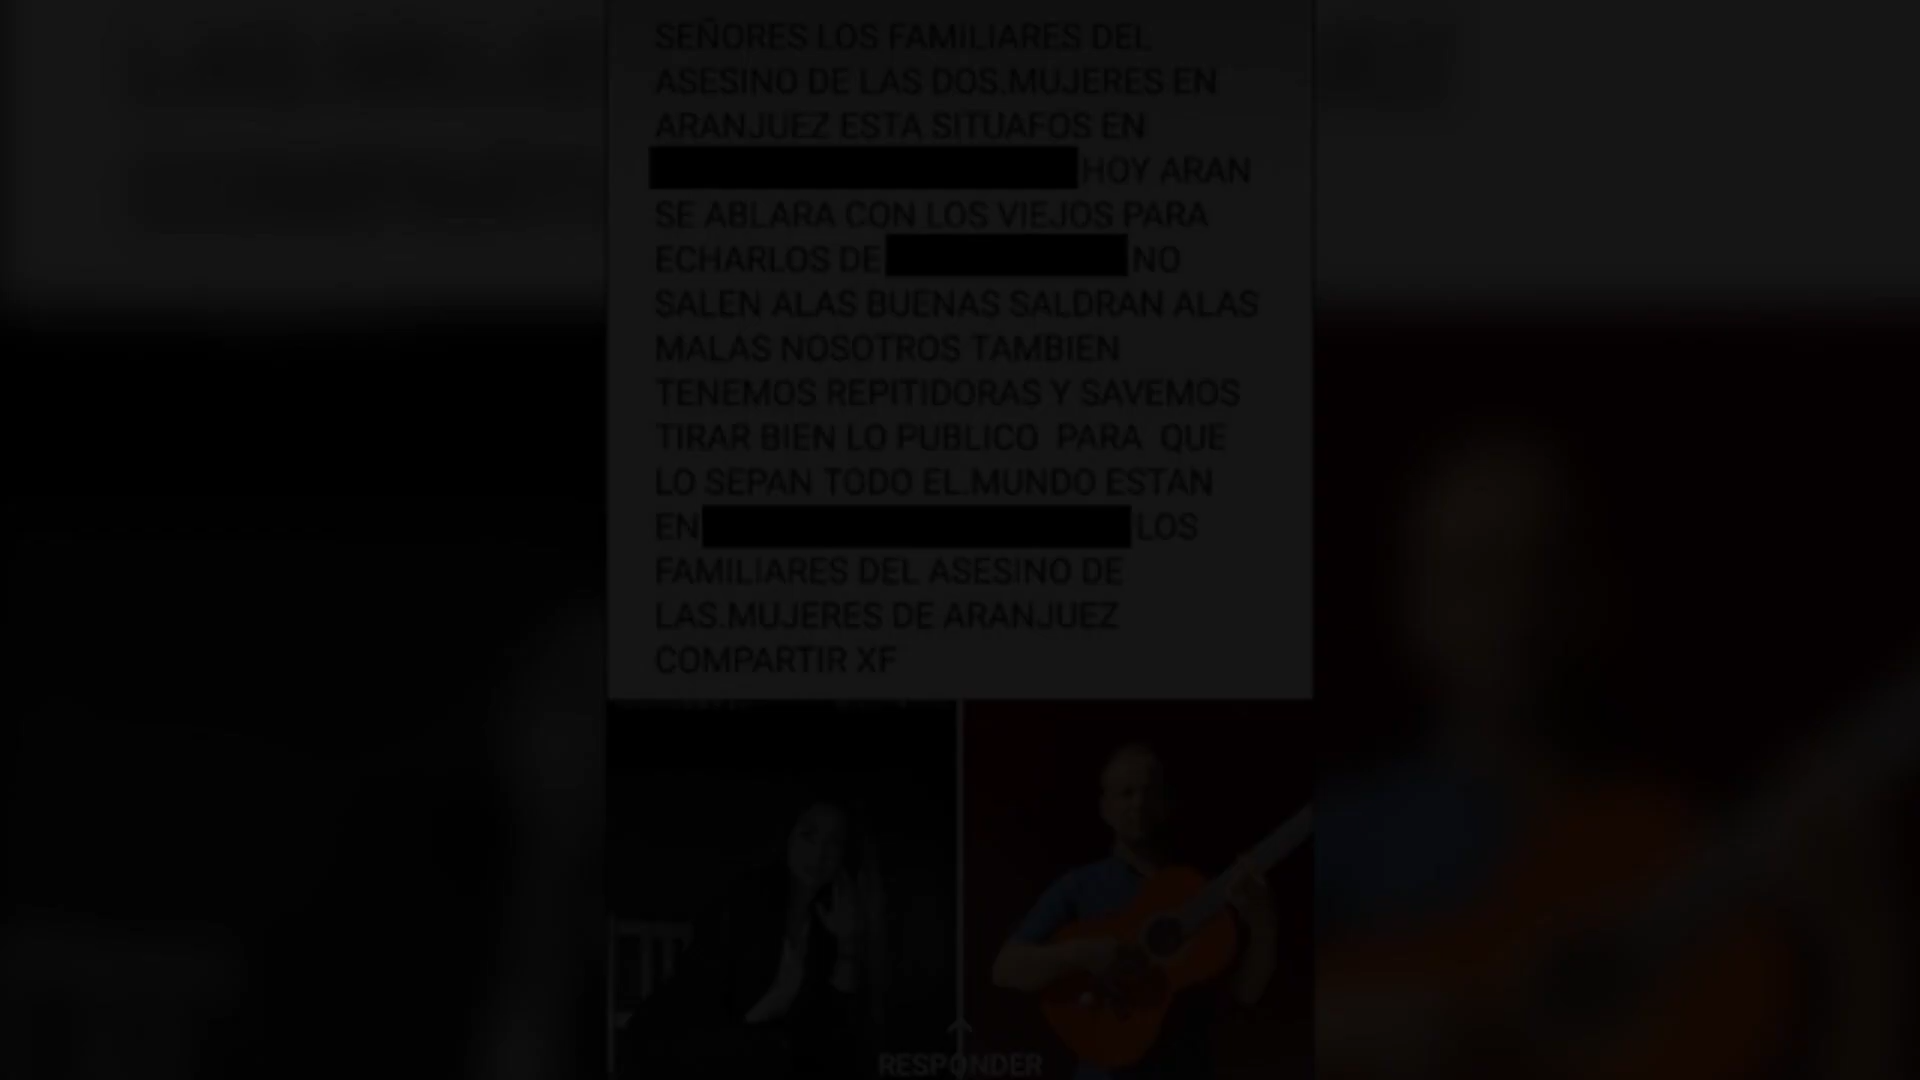 SEÑORES LOS FAMILIARES DEL
ASESINO DE LAS DOS.MUJERES EN
ARANJUEZ ESTA SITUAFOS EN
HOY ARAN
SE ABLARA CON LOS VIEJOS PARA
ECHARLOS DE NO
SALEN ALAS BUENAS SALDRAN ALAS
MALAS NOSOTROS TAMBIEN
TENEMOS REPITIDORAS Y SAVEMOS
TIRAR BIEN LO PUBLICO PARA QUE
LO SEPAN TODO EL.MUNDO ESTAN
EN LOS
FAMILIARES DEL ASESINO DE
LAS.MUJERES DE ARANJUEZ
COMPARTIR XF
RESPONDER